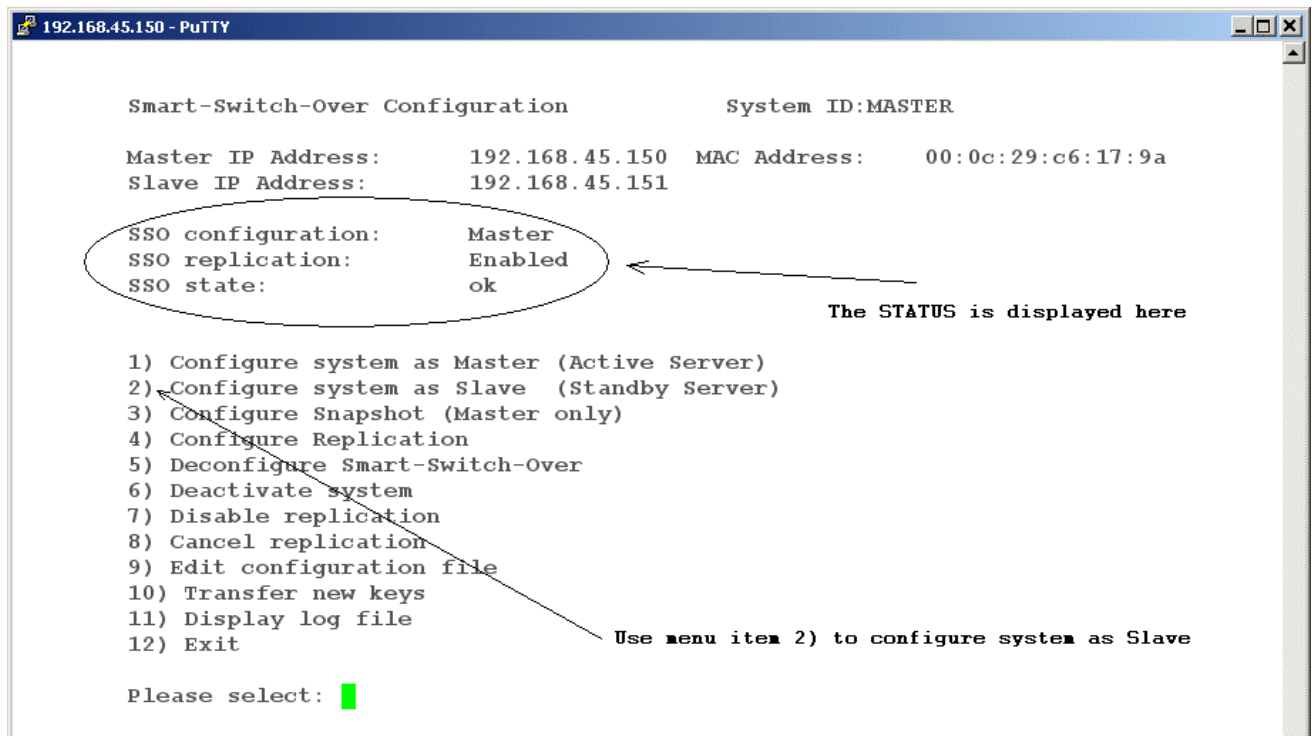 192.168.45.150 - PuTTY
Smart-Switch-Over Configuration System ID:MASTER
Master IP Address: 192.168.45.150 MAC Address: 00:0c:29:c6:17:9a
Slave IP Address: 192.168.45.151
SSO configuration: Master
SSO replication: Enabled
SSO state: ok
The STATUS is displayed here
1) Configure system as Master (Active Server)
2) Configure system as Slave (Standby Server)
3) Configure Snapshot (Master only)
4) Configure Replication
5) Deconfigure Smart-Switch-Over
6) Deactivate system
7) Disable replication
8) Cancel replication
9) Edit configuration file
10) Transfer new keys
11) Display log file
12) Exit
Use menu item 2) to configure system as Slave
Please select: